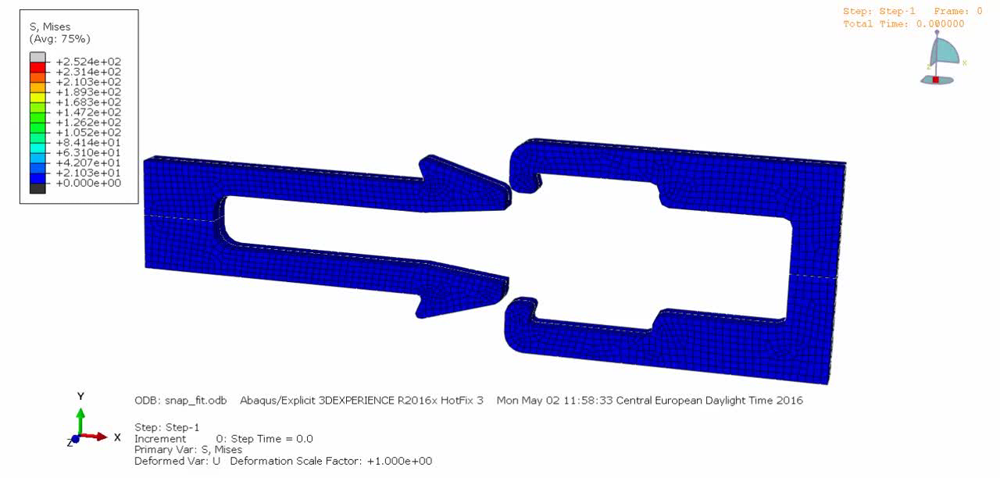 Step: Step-1 Frame: 0
Total Time: 0.000000
S, Mises
(Avg: 75%)
+2.524e+02
+2.314e+02
+2.103e+02
+1.893e+02
+1.683e+02
+1.472e+02
+1.262e+02
+1.052e+02
+8.414e+01
+6.310e+01
+4.207e+01
+2.103e+01
+0.000e+00
Z X
Y
X
Z
ODB: snap_fit.odb Abaqus/Explicit 3DEXPERIENCE R2016x HotFix 3 Mon May 02 11:58:33 Central European Daylight Time 2016
Step: Step-1
Increment 0: Step Time = 0.0
Primary Var: S, Mises
Deformed Var: U Deformation Scale Factor: +1.000e+00